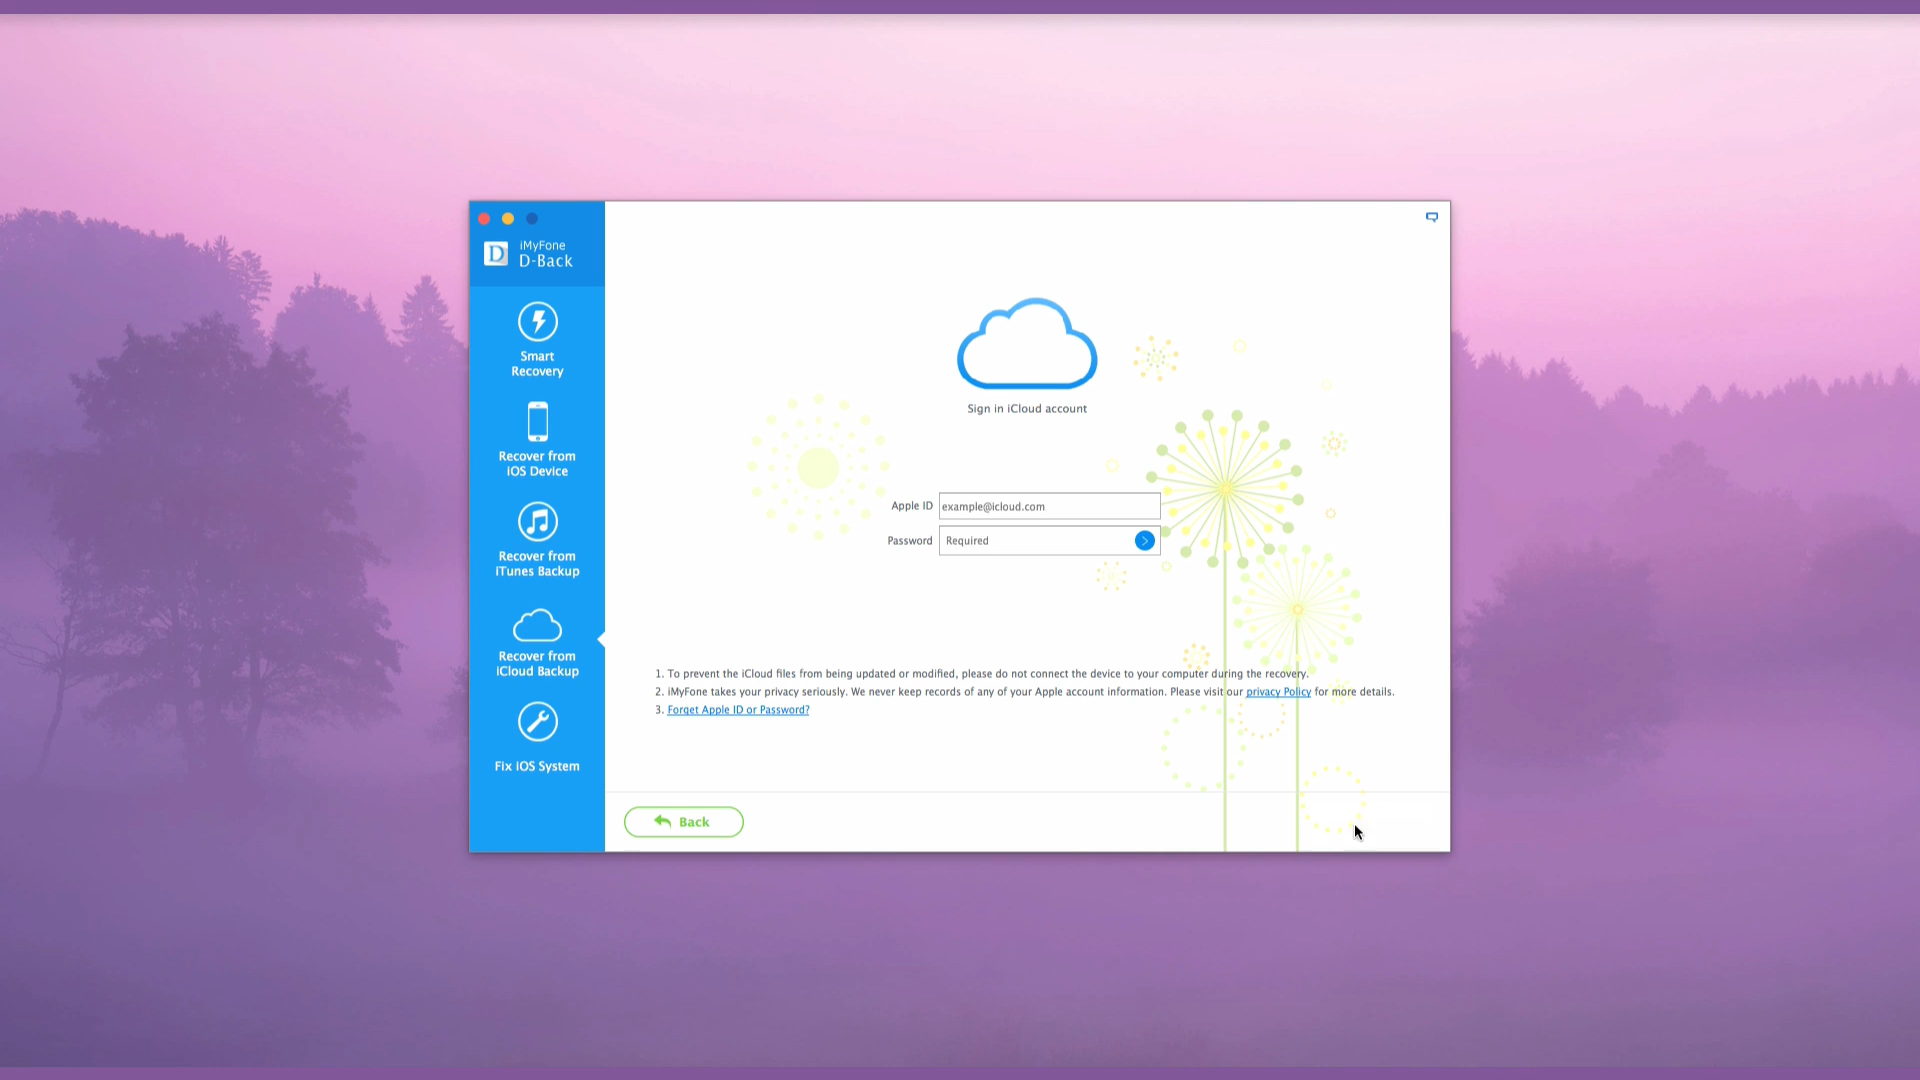 iMyFone
D-Back
Smart
Recovery
Recover from
iOS Device
Recover from
iTunes Backup
Recover from
iCloud Backup
Fix iOS System
Sign in iCloud account
Apple ID example@icloud.com
Password Required
1. To prevent the iCloud files from being updated or modified, please do not connect the device to your computer during the recovery.
2. iMyFone takes your privacy seriously. We never keep records of any of your Apple account information. Please visit our privacy Policy for more details.
3. Forget Apple ID or Password?
Back